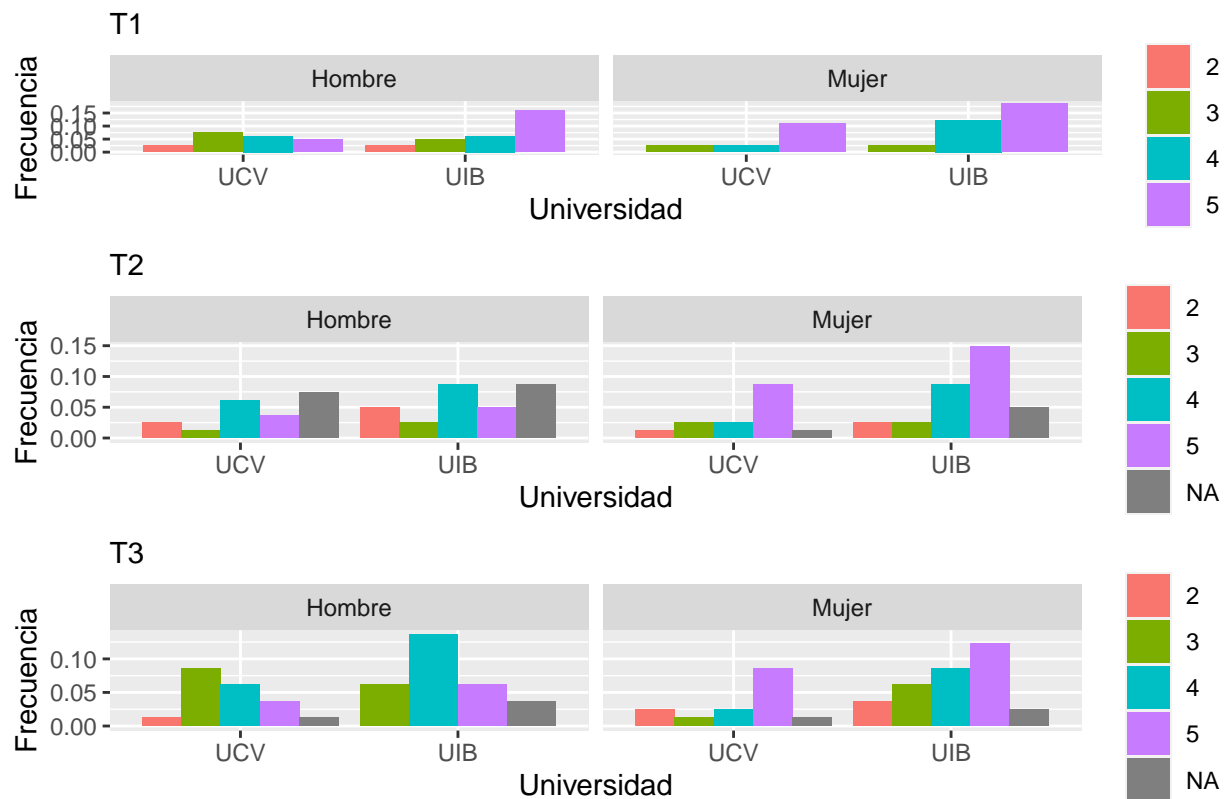 T1
Hombre
Mujer
Frecuencia
0.15
0.10
0.05
0.00
UCV
UIB
UCV
UIB
Universidad
2
3
4
5
T2
Hombre
Mujer
Frecuencia
0.15
0.10
0.05
0.00
UCV
UIB
UCV
UIB
Universidad
2
3
4
5
NA
T3
Hombre
Mujer
Frecuencia
0.10
0.05
0.00
UCV
UIB
UCV
UIB
Universidad
2
3
4
5
NA